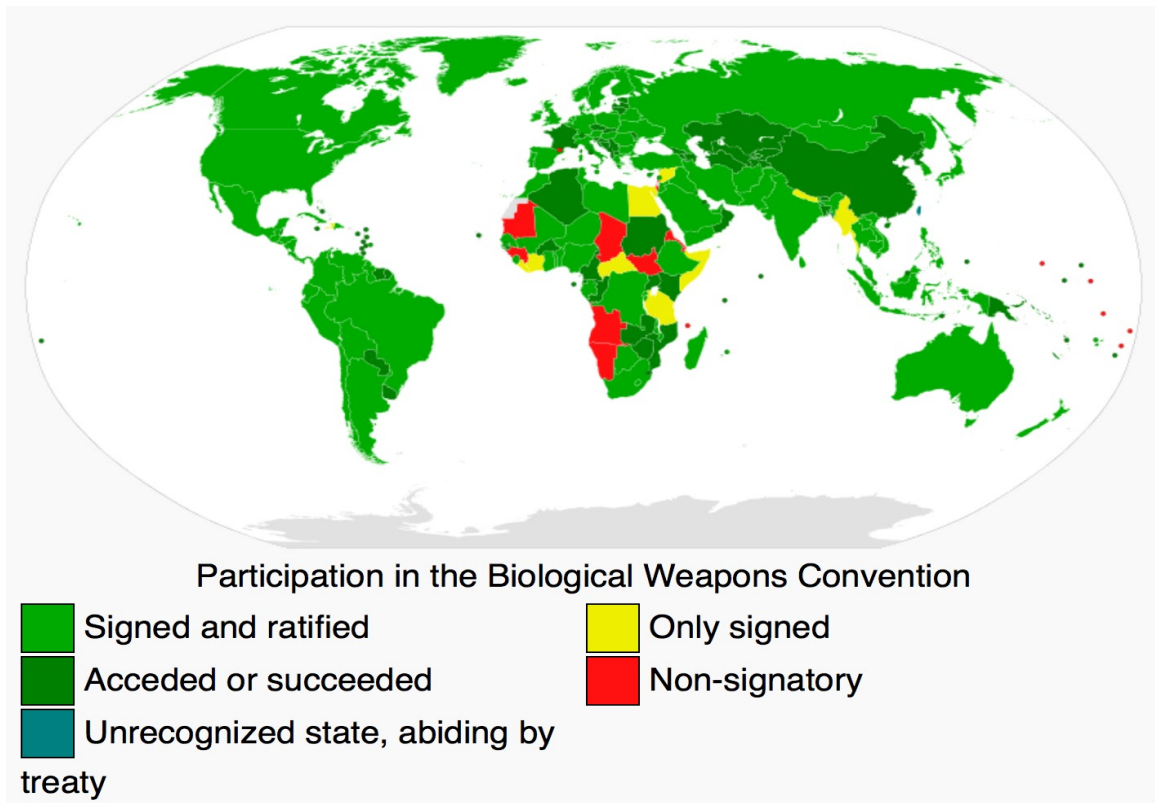 Participation in the Biological Weapons Convention
Signed and ratified
Acceded or succeeded
Unrecognized state, abiding by
treaty
Only signed
Non-signatory